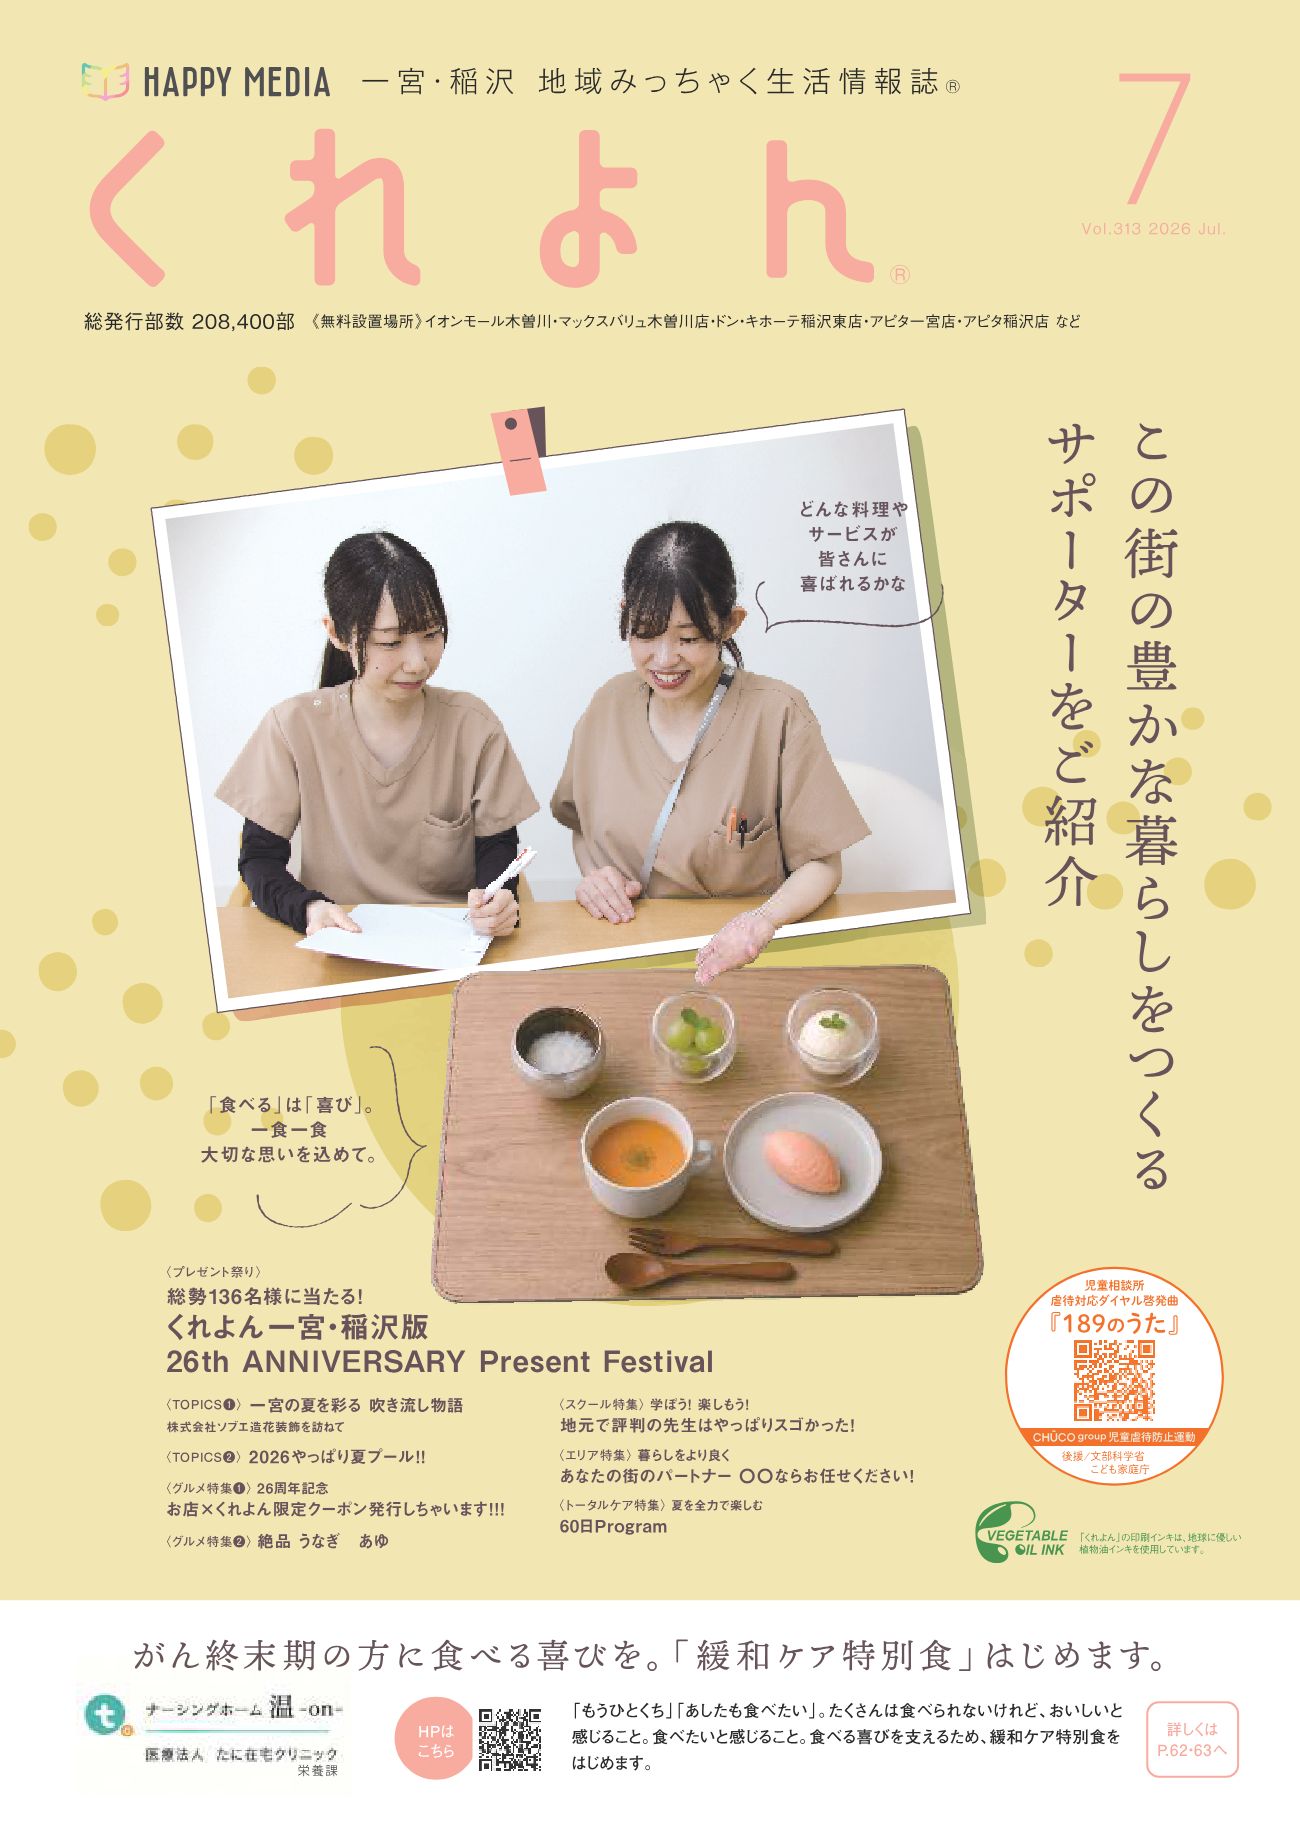 HAPPY MEDIA 一宮・稲沢 地域みっちゃく生活情報誌®
くれよん®
7
Vol.313 2026 Jul.
総発行部数 208,400部 《無料設置場所》イオンモール木曽川・マックスバリュ木曽川店・ドン・キホーテ稲沢東店・アピタ一宮店・アピタ稲沢店 など
この街の豊かな暮らしをつくる
サポーターをご紹介
どんな料理や
サービスが
皆さんに
喜ばれるかな
「食べる」は「喜び」。
一食一食
大切な思いを込めて。
〈プレゼント祭り〉
総勢136名様に当たる!
くれよん一宮・稲沢版
26th ANNIVERSARY Present Festival
〈TOPICS❶〉 一宮の夏を彩る 吹き流し物語
株式会社ソブエ造花装飾を訪ねて
〈TOPICS❷〉 2026やっぱり夏プール!!
〈グルメ特集❶〉 26周年記念
お店×くれよん限定クーポン発行しちゃいます!!!
〈グルメ特集❷〉 絶品 うなぎ　あゆ
〈スクール特集〉 学ぼう! 楽しもう!
地元で評判の先生はやっぱりスゴかった!
〈エリア特集〉 暮らしをより良く
あなたの街のパートナー 〇〇ならお任せください!
〈トータルケア特集〉 夏を全力で楽しむ
60日Program
児童相談所
虐待対応ダイヤル啓発曲
『189のうた』
CHŪCO group 児童虐待防止運動
後援/文部科学省
こども家庭庁
VEGETABLE
OIL INK
「くれよん」の印刷インキは、地球に優しい
植物油インキを使用しています。
がん終末期の方に食べる喜びを。「緩和ケア特別食」はじめます。
t
ナーシングホーム 温 -on-
医療法人 たに在宅クリニック
栄養課
HPは
こちら
「もうひとくち」「あしたも食べたい」。たくさんは食べられないけれど、おいしいと
感じること。食べたいと感じること。食べる喜びを支えるため、緩和ケア特別食を
はじめます。
詳しくは
P.62・63へ